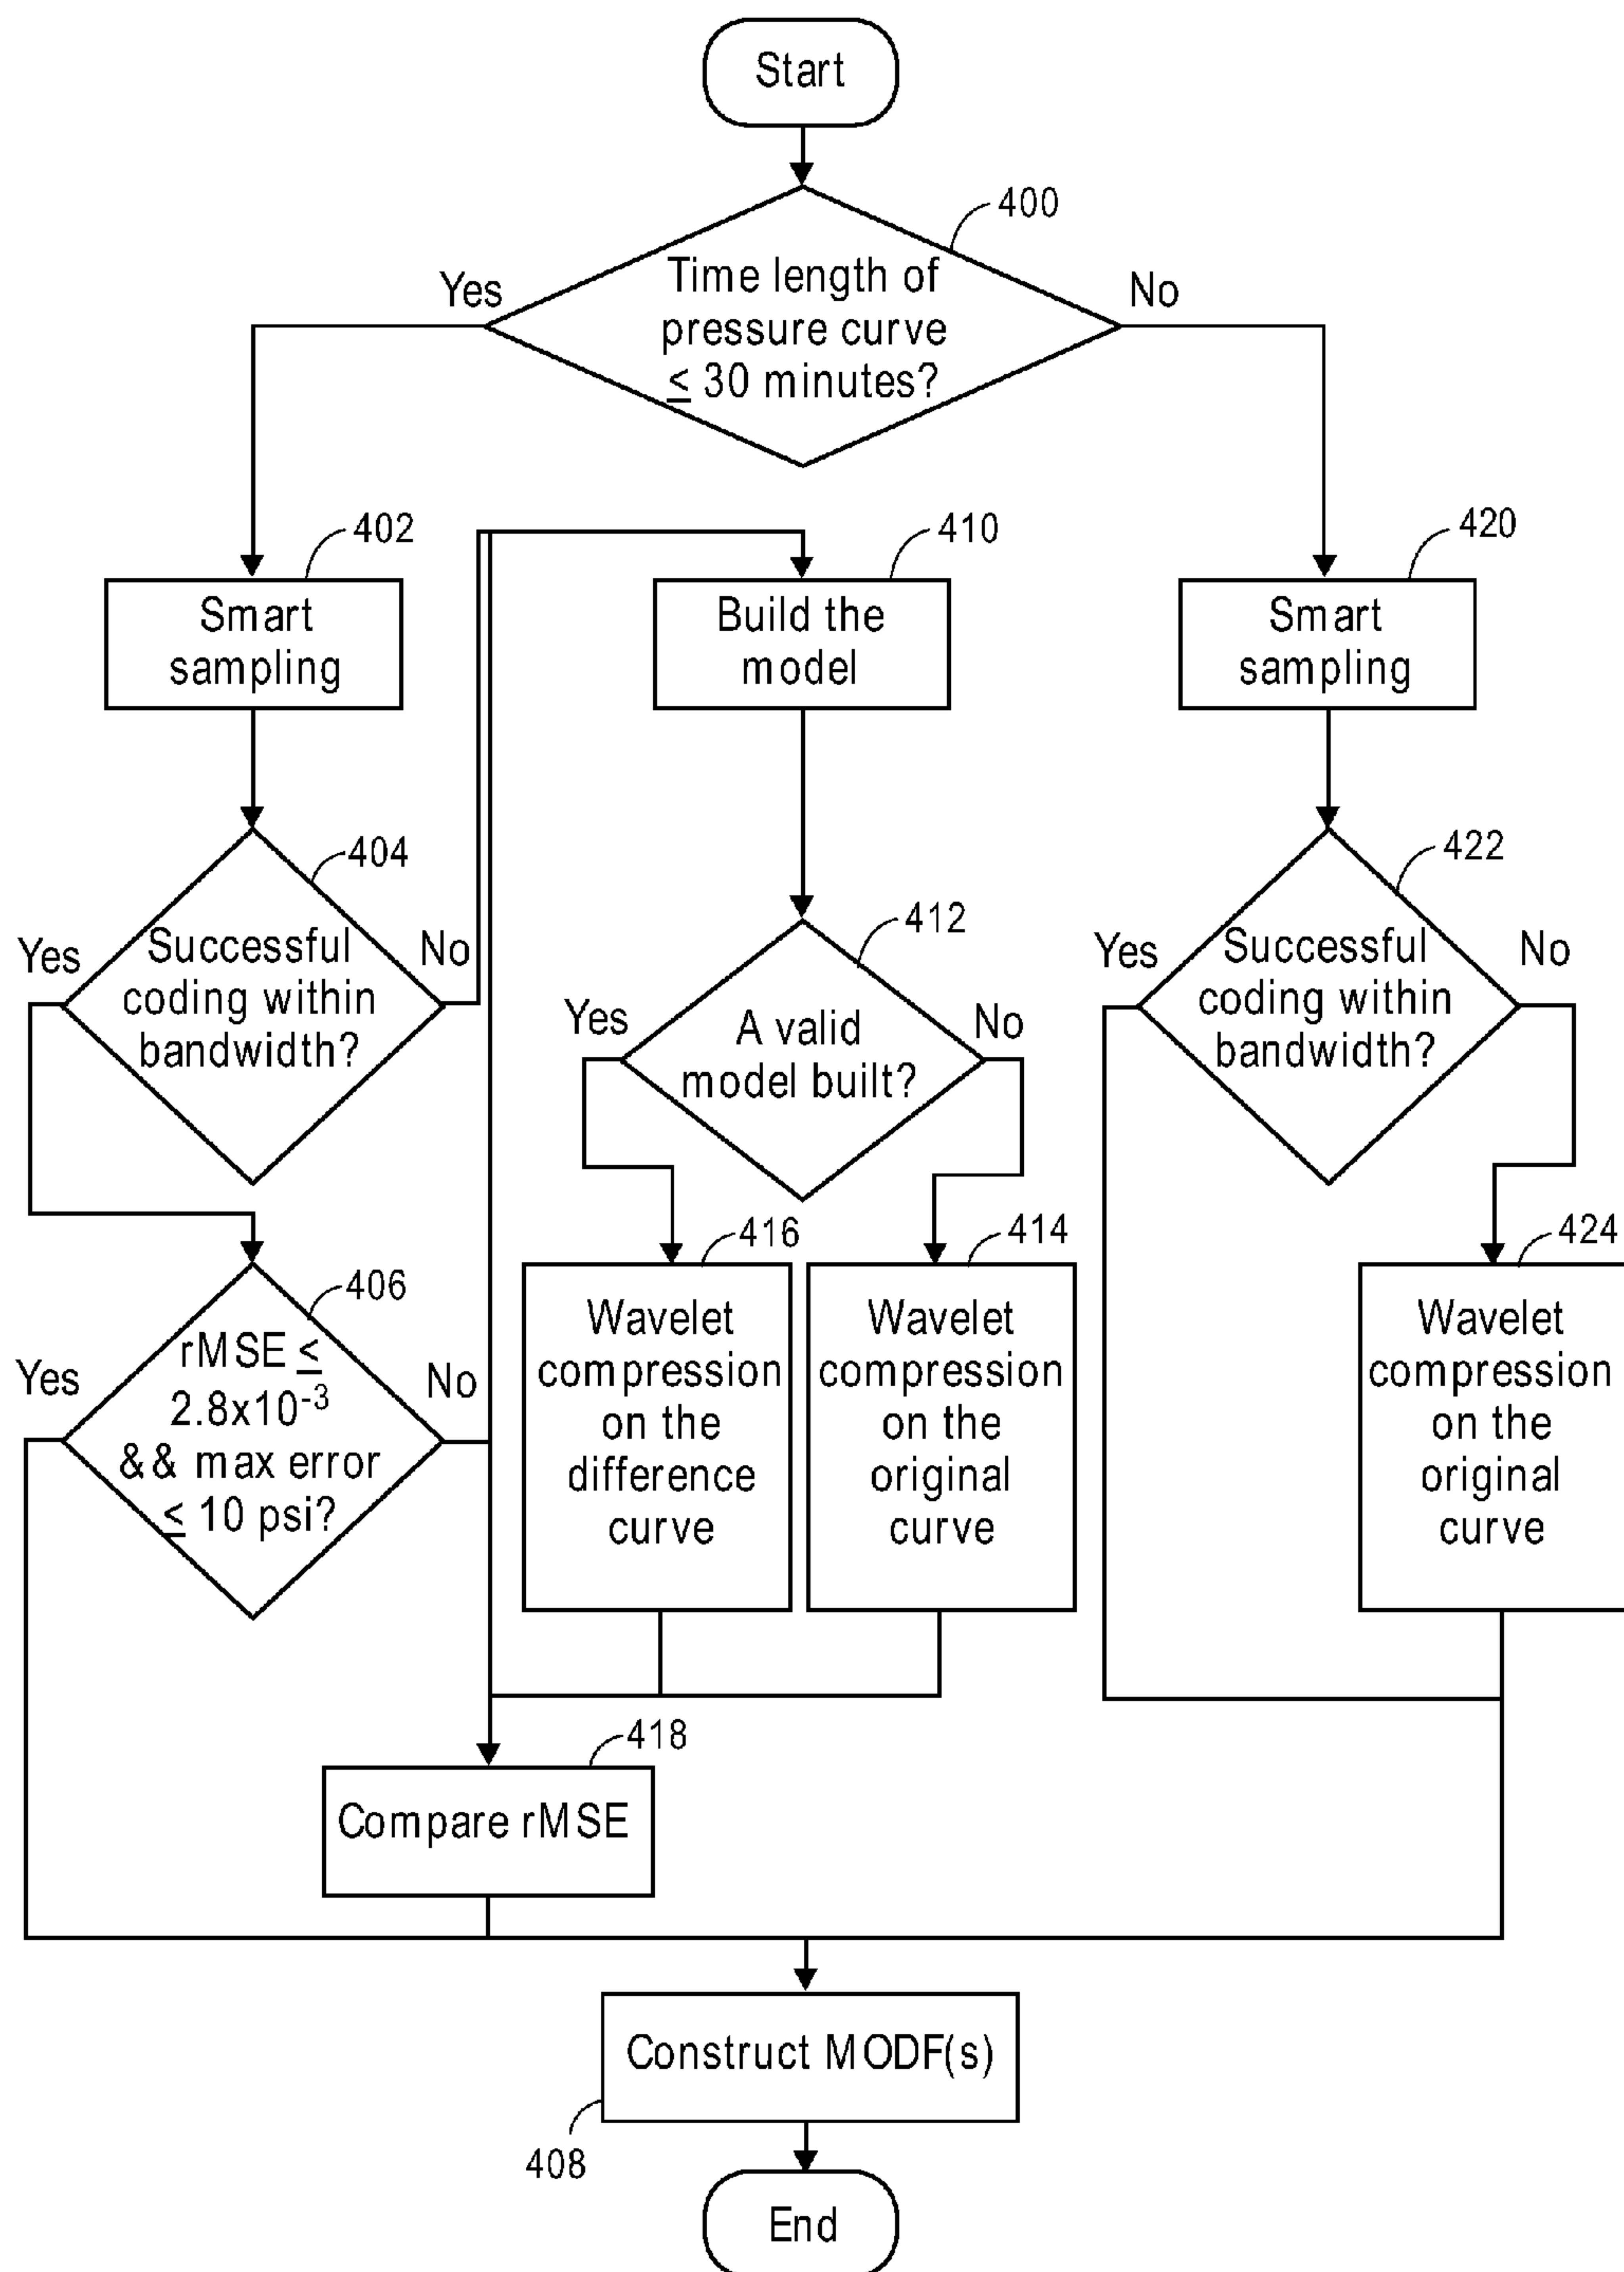 Start
400
Time length of
pressure curve
≤ 30 minutes?
Yes
No
402
Smart
sampling
410
Build the
model
420
Smart
sampling
404
Successful
coding within
bandwidth?
Yes
No
412
A valid
model built?
Yes
No
422
Successful
coding within
bandwidth?
Yes
No
406
rMSE ≤
2.8x10⁻³
&& max error
≤ 10 psi?
Yes
No
416
Wavelet
compression
on the
difference
curve
414
Wavelet
compression
on the
original
curve
424
Wavelet
compression
on the
original
curve
418
Compare rMSE
Construct MODF(s)
408
End